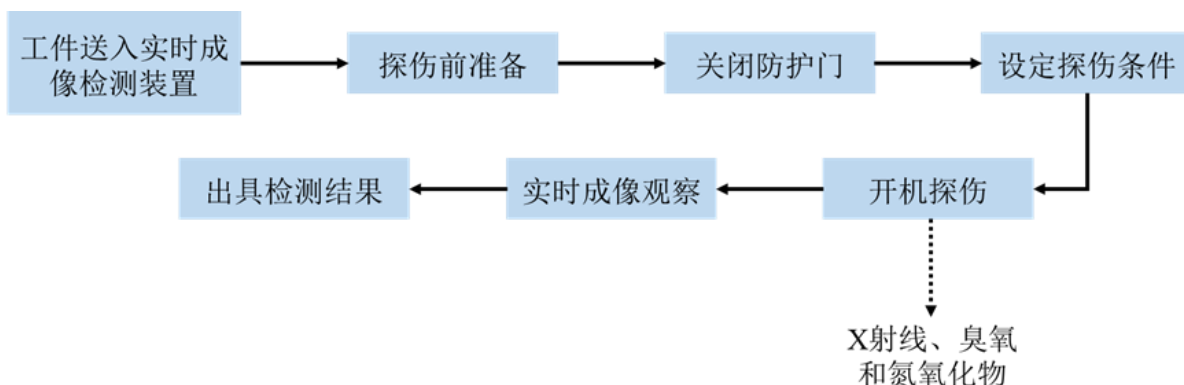 工件送入实时成
像检测装置
探伤前准备
关闭防护门
设定探伤条件
开机探伤
实时成像观察
出具检测结果
X射线、臭氧
和氮氧化物